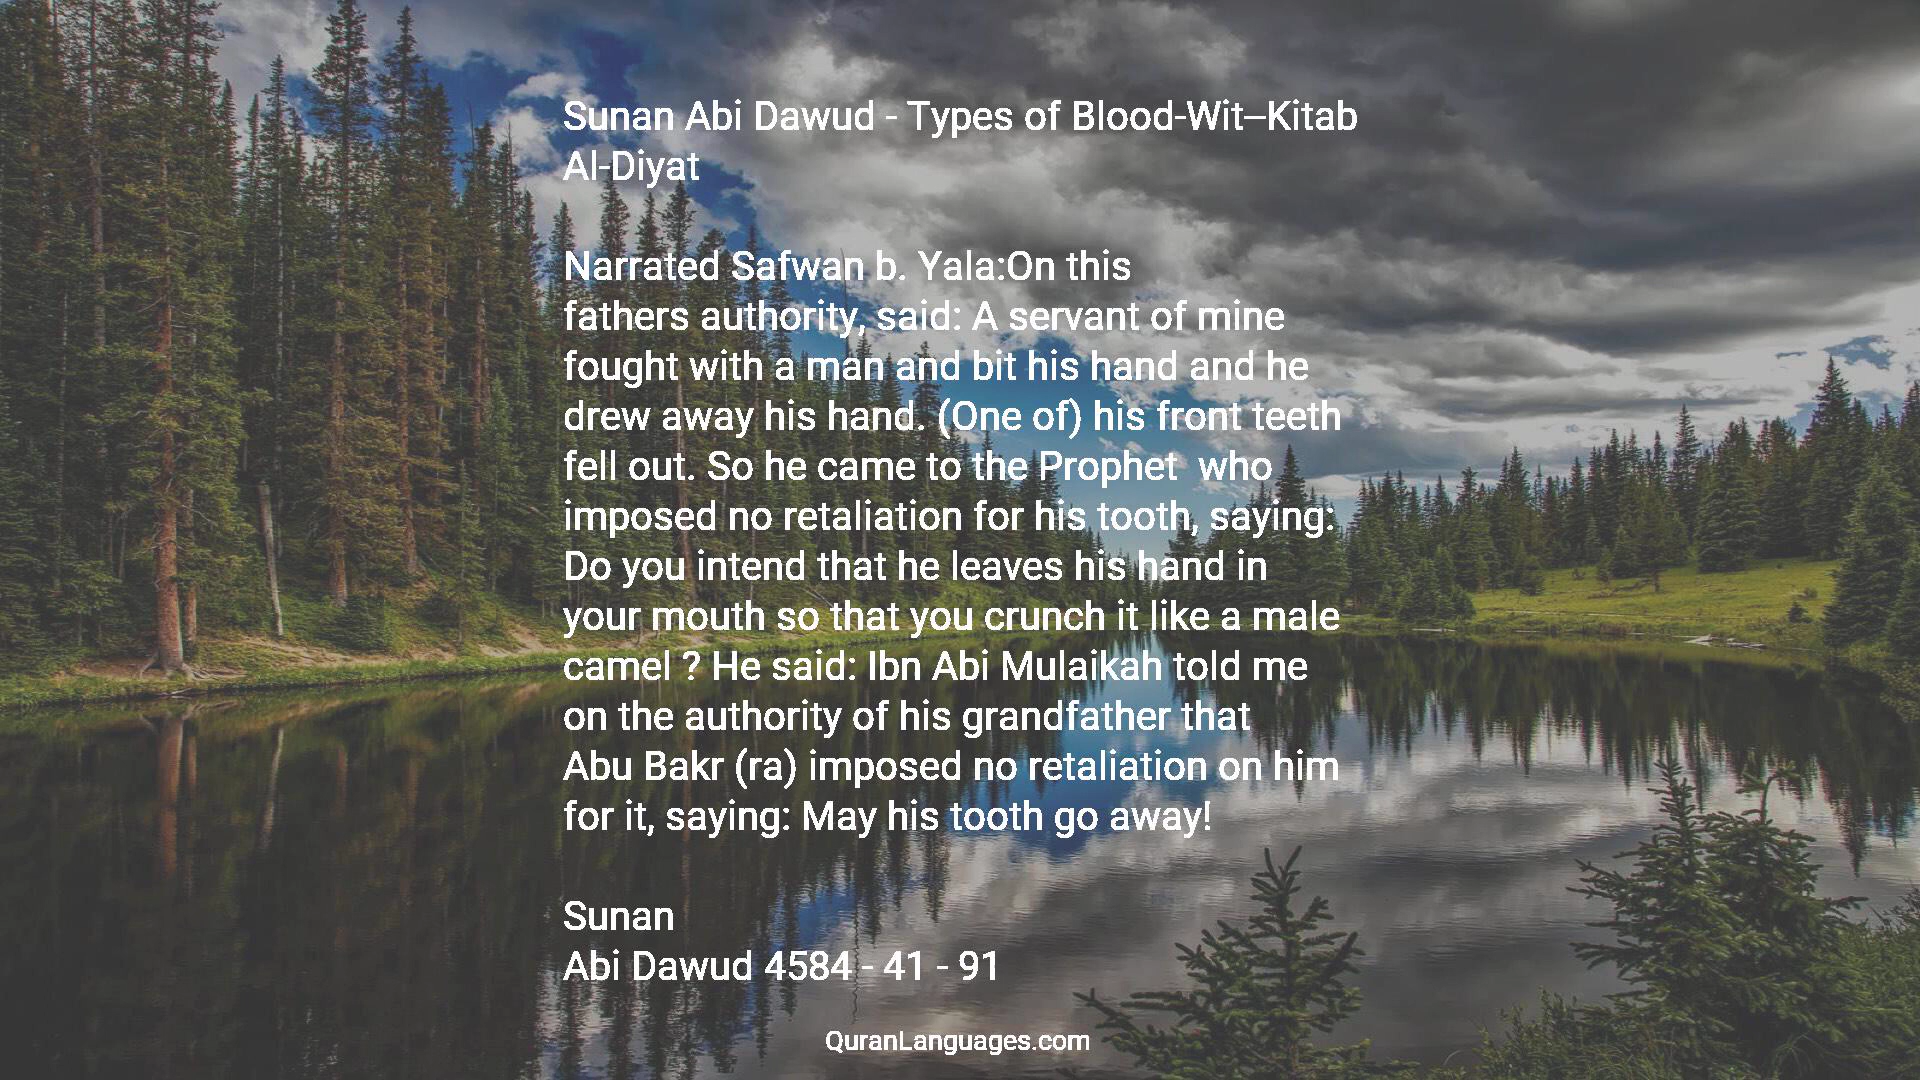 Sunan Abi Dawud - Types of Blood-Wit--Kitab
Al-Diyat
Narrated Safwan b. Yala:On this
fathers authority, said: A servant of mine
fought with a man and bit his hand and he
drew away his hand. (One of) his front teeth
fell out. So he came to the Prophet  who
imposed no retaliation for his tooth, saying:
Do you intend that he leaves his hand in
your mouth so that you crunch it like a male
camel ? He said: Ibn Abi Mulaikah told me
on the authority of his grandfather that
Abu Bakr (ra) imposed no retaliation on him
for it, saying: May his tooth go away!
Sunan
Abi Dawud 4584 - 41 - 91
QuranLanguages.com